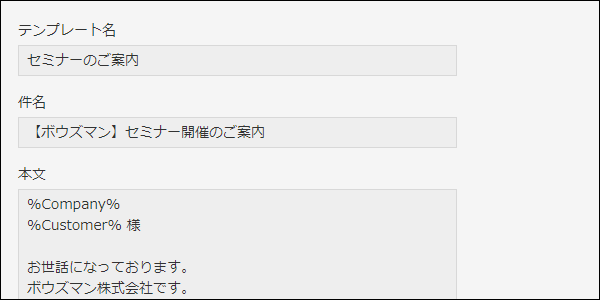 テンプレート名
セミナーのご案内
件名
【ボウズマン】セミナー開催のご案内
本文
%Company%
%Customer% 様
お世話になっております。
ボウズマン株式会社です。